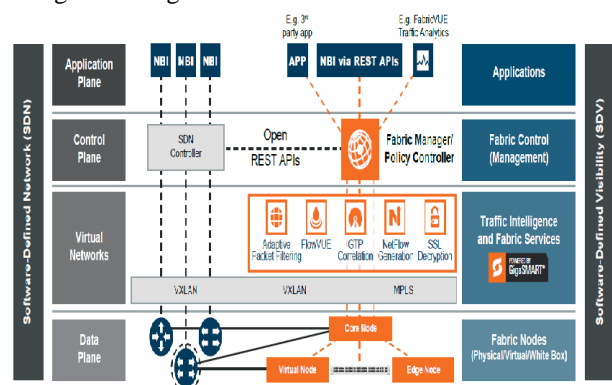 E.g. 3rd
party app
E.g. FabricVUE
Traffic Analytics
Application
Plane
NBI
NBI
NBI
APP
NBI via REST APIs
Applications
Control
Plane
SDN
Controller
Open
REST APIs
Fabric Manager/
Policy Controller
Fabric Control
(Management)
Software-Defined Network (SDN)
Software-Defined Visibility (SDV)
Virtual
Networks
Adaptive
Packet Filtering
FlowVUE
GTP
Correlation
NetFlow
Generation
SSL
Decryption
Traffic Intelligence
and Fabric Services
POWERED BY
GigaSMART®
VXLAN
VXLAN
MPLS
Data
Plane
Core Node
Virtual Node
Edge Node
Fabric Nodes
(Physical/Virtual/White Box)